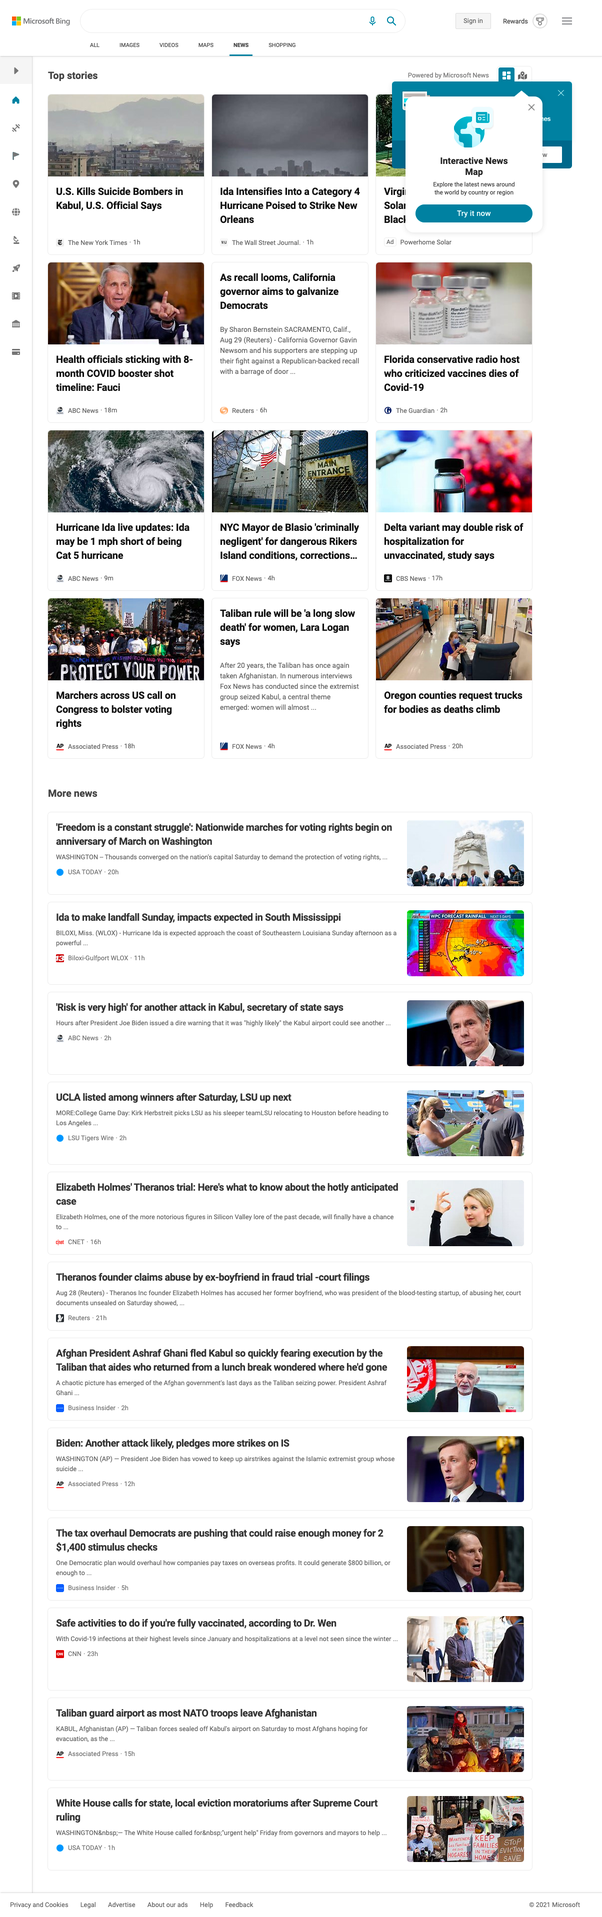 Microsoft Bing
Sign in
Rewards
ALL IMAGES VIDEOS MAPS NEWS SHOPPING
Top stories
Powered by Microsoft News
Interactive News
Map
Explore the latest news around
the world by country or region
Try it now
U.S. Kills Suicide Bombers in
Kabul, U.S. Official Says
The New York Times · 1h
Ida Intensifies Into a Category 4
Hurricane Poised to Strike New
Orleans
The Wall Street Journal. · 1h
Virgi
Solar
Black
Ad Powerhome Solar
Health officials sticking with 8-
month COVID booster shot
timeline: Fauci
ABC News · 18m
As recall looms, California
governor aims to galvanize
Democrats
By Sharon Bernstein SACRAMENTO, Calif.,
Aug 29 (Reuters) - California Governor Gavin
Newsom and his supporters are stepping up
their fight against a Republican-backed recall
with a barrage of door ...
Reuters · 6h
Florida conservative radio host
who criticized vaccines dies of
Covid-19
The Guardian · 2h
Hurricane Ida live updates: Ida
may be 1 mph short of being
Cat 5 hurricane
ABC News · 9m
MAIN
ENTRANCE
NYC Mayor de Blasio 'criminally
negligent' for dangerous Rikers
Island conditions, corrections...
FOX News · 4h
Delta variant may double risk of
hospitalization for
unvaccinated, study says
CBS News · 17h
PROTECT YOUR POWER
Marchers across US call on
Congress to bolster voting
rights
AP Associated Press · 18h
Taliban rule will be 'a long slow
death' for women, Lara Logan
says
After 20 years, the Taliban has once again
taken Afghanistan. In numerous interviews
Fox News has conducted since the extremist
group seized Kabul, a central theme
emerged: women will almost ...
FOX News · 4h
Oregon counties request trucks
for bodies as deaths climb
AP Associated Press · 20h
More news
'Freedom is a constant struggle': Nationwide marches for voting rights begin on
anniversary of March on Washington
WASHINGTON – Thousands converged on the nation's capital Saturday to demand the protection of voting rights, ...
USA TODAY · 20h
Ida to make landfall Sunday, impacts expected in South Mississippi
BILOXI, Miss. (WLOX) - Hurricane Ida is expected approach the coast of Southeastern Louisiana Sunday afternoon as a
powerful ...
Biloxi-Gulfport WLOX · 11h
WPC FORECAST RAINFALL
'Risk is very high' for another attack in Kabul, secretary of state says
Hours after President Joe Biden issued a dire warning that it was "highly likely" the Kabul airport could see another ...
ABC News · 2h
UCLA listed among winners after Saturday, LSU up next
MORE:College Game Day: Kirk Herbstreit picks LSU as his sleeper teamLSU relocating to Houston before heading to
Los Angeles ...
LSU Tigers Wire · 2h
Elizabeth Holmes' Theranos trial: Here's what to know about the hotly anticipated
case
Elizabeth Holmes, one of the more notorious figures in Silicon Valley lore of the past decade, will finally have a chance
to ...
CNET · 16h
Theranos founder claims abuse by ex-boyfriend in fraud trial -court filings
Aug 28 (Reuters) - Theranos Inc founder Elizabeth Holmes has accused her former boyfriend, who was president of the blood-testing startup, of abusing her, court
documents unsealed on Saturday showed, ...
Reuters · 21h
Afghan President Ashraf Ghani fled Kabul so quickly fearing execution by the
Taliban that aides who returned from a lunch break wondered where he'd gone
A chaotic picture has emerged of the Afghan government's last days as the Taliban seizing power. President Ashraf
Ghani ...
Business Insider · 2h
Biden: Another attack likely, pledges more strikes on IS
WASHINGTON (AP) — President Joe Biden has vowed to keep up airstrikes against the Islamic extremist group whose
suicide ...
AP Associated Press · 12h
The tax overhaul Democrats are pushing that could raise enough money for 2
$1,400 stimulus checks
One Democratic plan would overhaul how companies pay taxes on overseas profits. It could generate $800 billion, or
enough to ...
Business Insider · 5h
Safe activities to do if you're fully vaccinated, according to Dr. Wen
With Covid-19 infections at their highest levels since January and hospitalizations at a level not seen since the winter ...
CNN · 23h
Taliban guard airport as most NATO troops leave Afghanistan
KABUL, Afghanistan (AP) — Taliban forces sealed off Kabul's airport on Saturday to most Afghans hoping for
evacuation, as the ...
AP Associated Press · 15h
White House calls for state, local eviction moratoriums after Supreme Court
ruling
WASHINGTON&nbsp;— The White House called for&nbsp;"urgent help" Friday from governors and mayors to help ...
USA TODAY · 1h
KEEP
FAMILIES
STOP
EVICTION
SAVE
Privacy and Cookies Legal Advertise About our ads Help Feedback © 2021 Microsoft